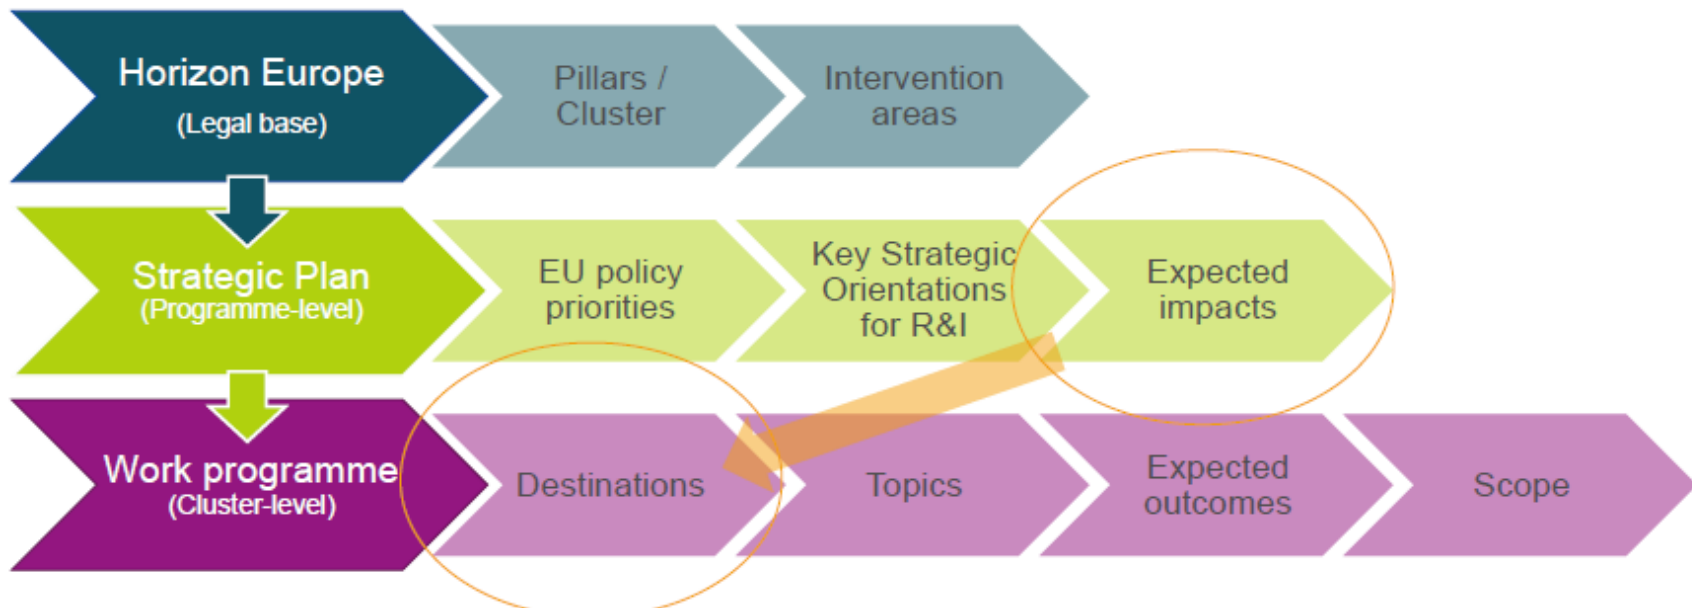 Horizon Europe
(Legal base)
Pillars /
Cluster
Intervention
areas
Strategic Plan
(Programme-level)
EU policy
priorities
Key Strategic
Orientations
for R&I
Expected
impacts
Work programme
(Cluster-level)
Destinations
Topics
Expected
outcomes
Scope